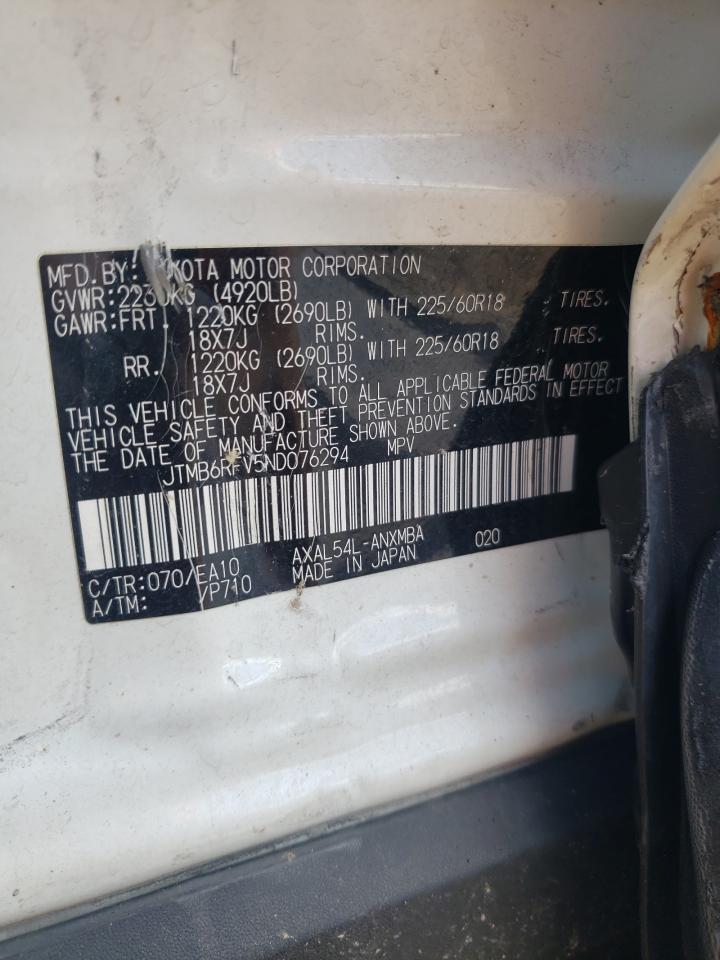 MFD.BY: TOYOTA MOTOR CORPORATION
GVWR:2230KG (4920LB)
GAWR:FRT. 1220KG (2690LB) WITH 225/60R18 TIRES.
18X7J RIMS.
RR. 1220KG (2690LB) WITH 225/60R18 TIRES.
18X7J RIMS.
THIS VEHICLE CONFORMS TO ALL APPLICABLE FEDERAL MOTOR
VEHICLE SAFETY AND THEFT PREVENTION STANDARDS IN EFFECT
THE DATE OF MANUFACTURE SHOWN ABOVE.
JTMB6RFV5ND076294 MPV
C/TR:070/EA10 AXAL54L-ANXMBA 020
A/TM: /P710 MADE IN JAPAN